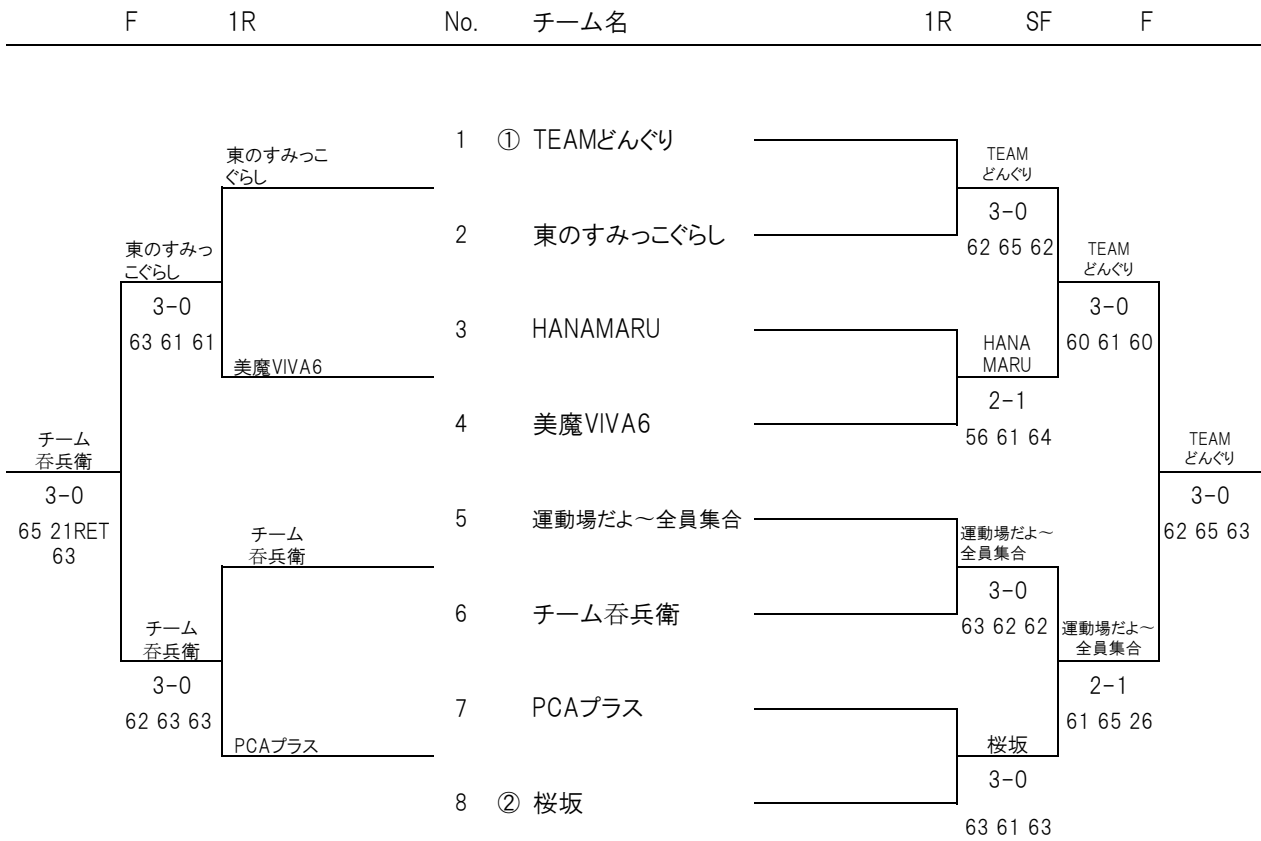 F 1R No. チーム名 1R SF F
1 ① TEAMどんぐり
東のすみっこ
ぐらし
TEAM
どんぐり
3-0
62 65 62
2 東のすみっこぐらし
東のすみっ
こぐらし
3-0
63 61 61
TEAM
どんぐり
3-0
60 61 60
3 HANAMARU
HANA
MARU
美魔VIVA6
2-1
56 61 64
4 美魔VIVA6
チーム
呑兵衛
3-0
65 21RET
63
TEAM
どんぐり
3-0
62 65 63
5 運動場だよ～全員集合
チーム
呑兵衛
運動場だよ～
全員集合
3-0
63 62 62
6 チーム呑兵衛
チーム
呑兵衛
3-0
62 63 63
運動場だよ～
全員集合
2-1
61 65 26
7 PCAプラス
PCAプラス
桜坂
3-0
63 61 63
8 ② 桜坂